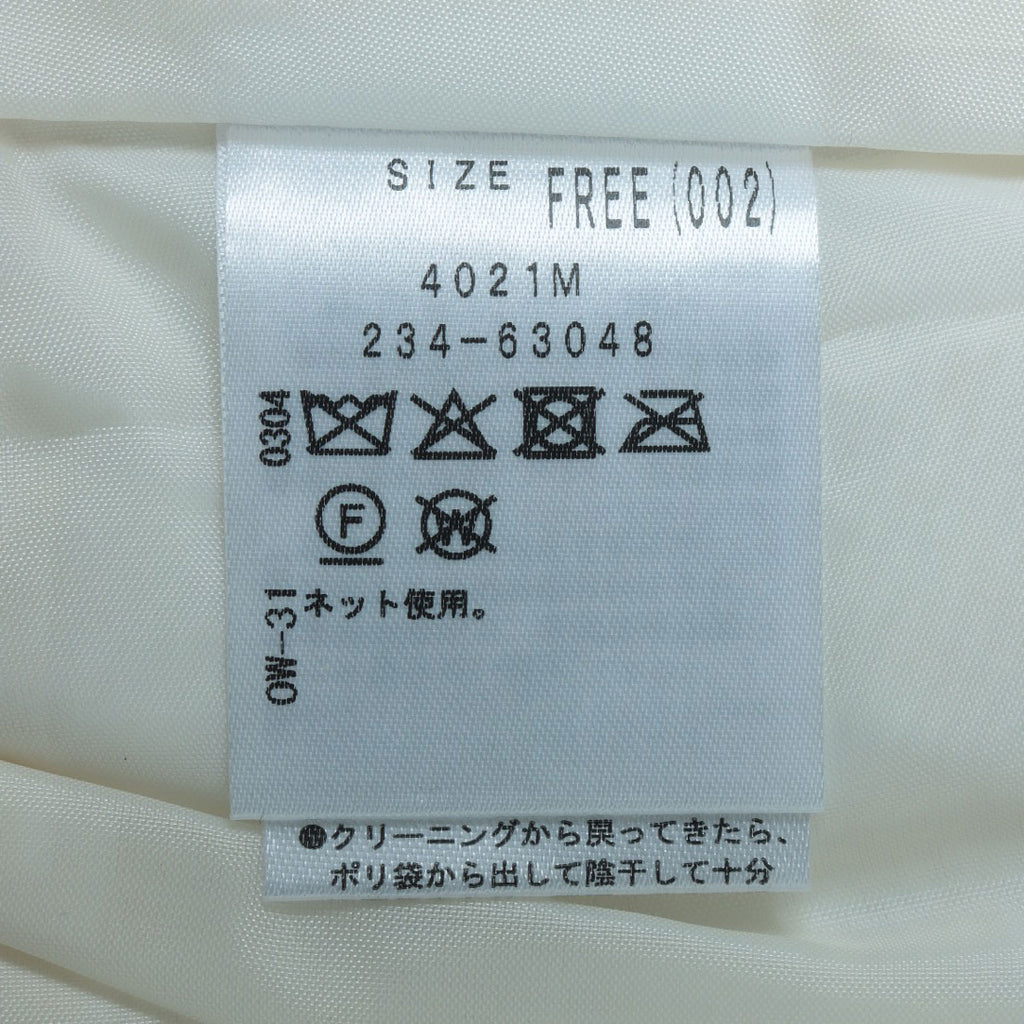 SIZE FREE (002)
4021M
234-63048
0304
F
W
OW-31
ネット使用。
クリーニングから戻ってきたら、
ポリ袋から出して陰干して十分